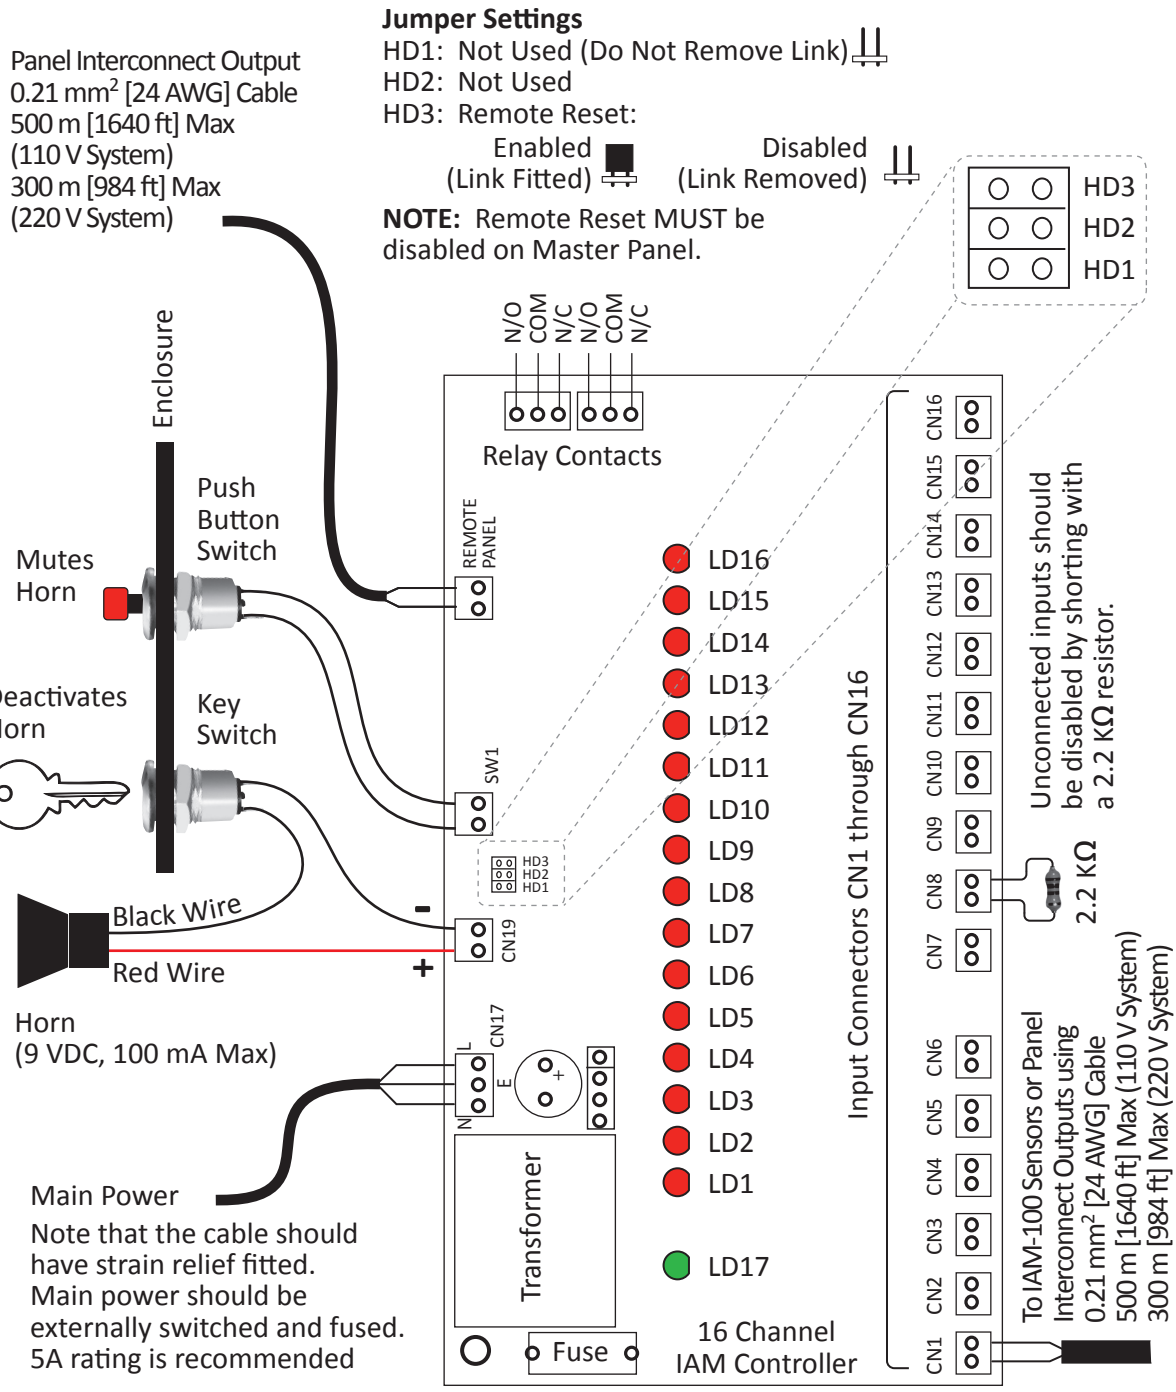 Jumper Settings
HD1: Not Used (Do Not Remove Link)
HD2: Not Used
HD3: Remote Reset:
Enabled
(Link Fitted)
Disabled
(Link Removed)
NOTE: Remote Reset MUST be
disabled on Master Panel.
Panel Interconnect Output
0.21 mm² [24 AWG] Cable
500 m [1640 ft] Max
(110 V System)
300 m [984 ft] Max
(220 V System)
HD3
HD2
HD1
Enclosure
N/O
COM
N/C
N/O
COM
N/C
Relay Contacts
Push
Button
Switch
Mutes
Horn
REMOTE
PANEL
Deactivates
Horn
Key
Switch
SW1
HD3
HD2
HD1
Black Wire
-
CN19
Red Wire
+
Horn
(9 VDC, 100 mA Max)
CN17
L
E
N
+
Main Power
Note that the cable should
have strain relief fitted.
Main power should be
externally switched and fused.
5A rating is recommended
Transformer
Fuse
LD16
LD15
LD14
LD13
LD12
LD11
LD10
LD9
LD8
LD7
LD6
LD5
LD4
LD3
LD2
LD1
LD17
16 Channel
IAM Controller
Input Connectors CN1 through CN16
CN16
CN15
CN14
CN13
CN12
CN11
CN10
CN9
CN8
CN7
CN6
CN5
CN4
CN3
CN2
CN1
Unconnected inputs should
be disabled by shorting with
a 2.2 KΩ resistor.
2.2 KΩ
To IAM-100 Sensors or Panel
Interconnect Outputs using
0.21 mm² [24 AWG] Cable
500 m [1640 ft] Max (110 V System)
300 m [984 ft] Max (220 V System)